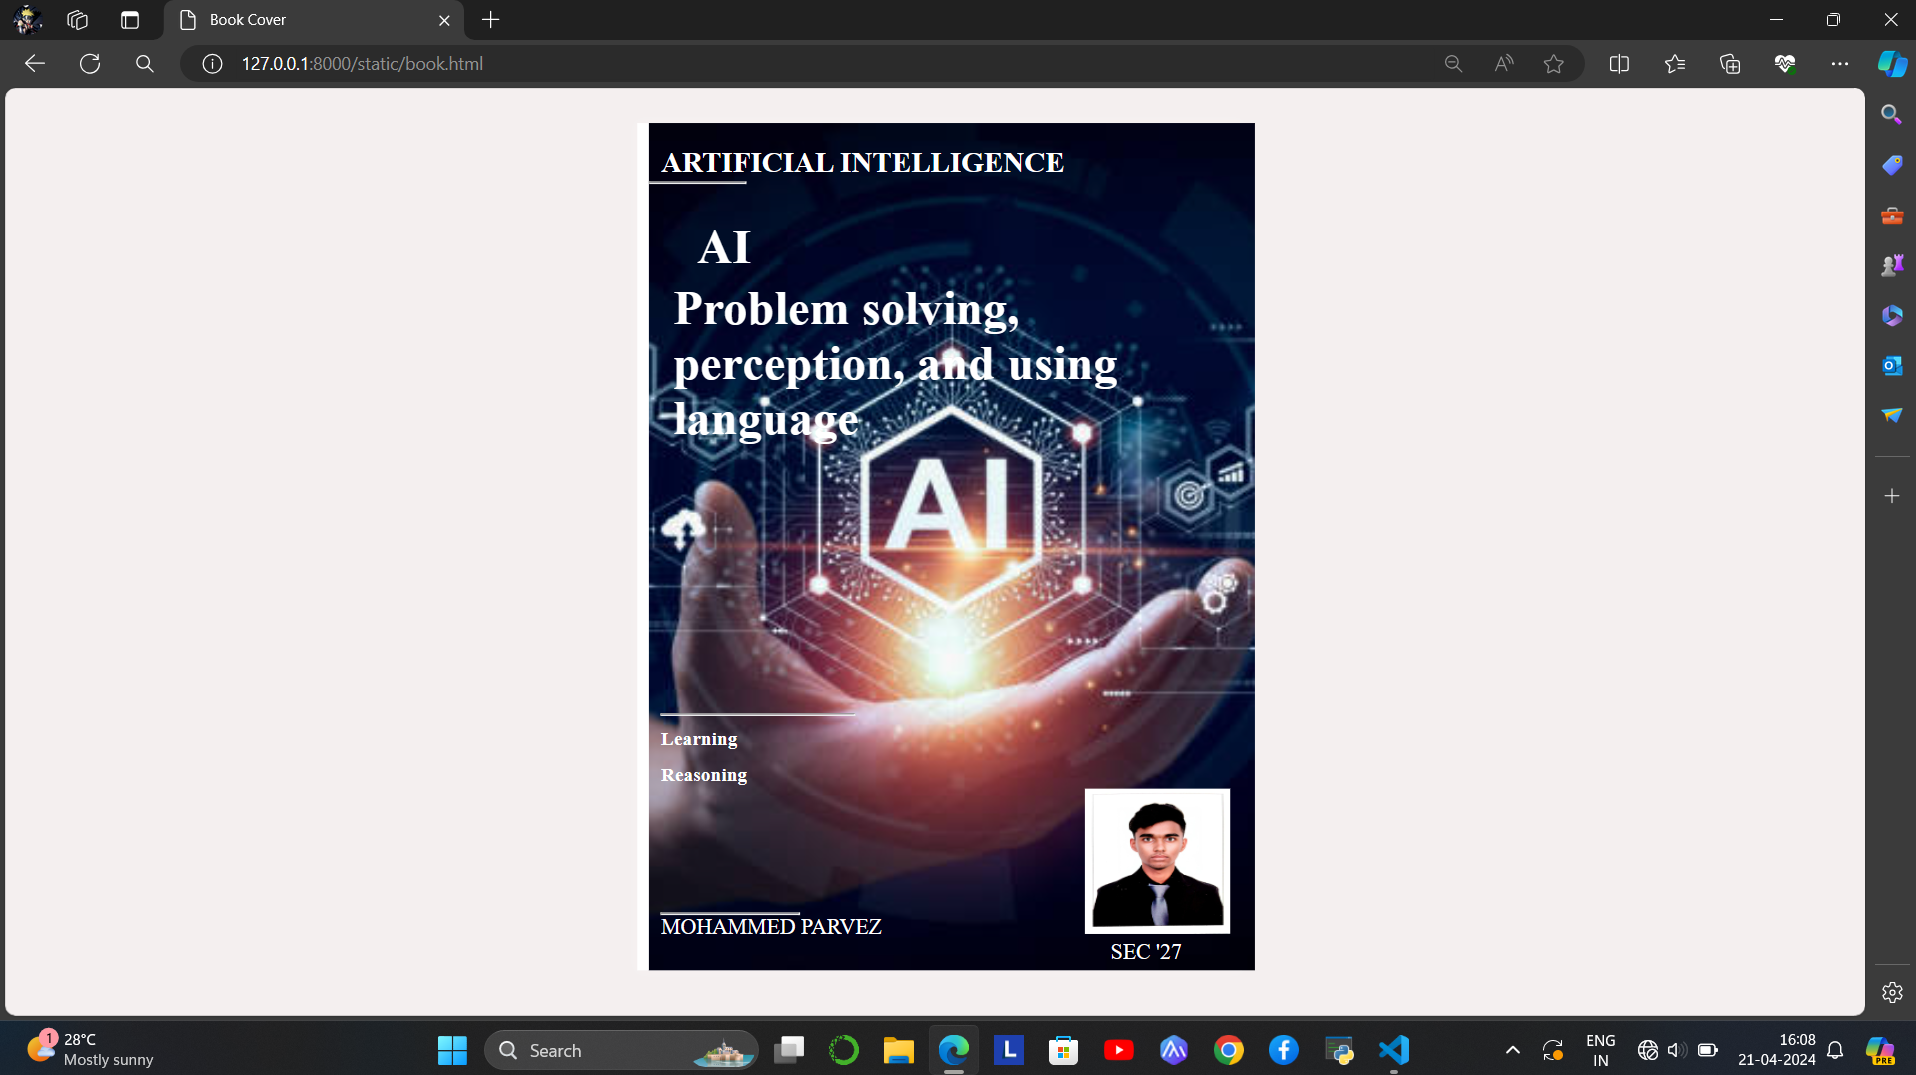 Book Cover
127.0.0.1:8000/static/book.html
ARTIFICIAL INTELLIGENCE
AI
Problem solving,
perception, and using
language
AI
Learning
Reasoning
MOHAMMED PARVEZ
SEC '27
1
28°C
Mostly sunny
Search
L
PRE
ENG
IN
16:08
21-04-2024